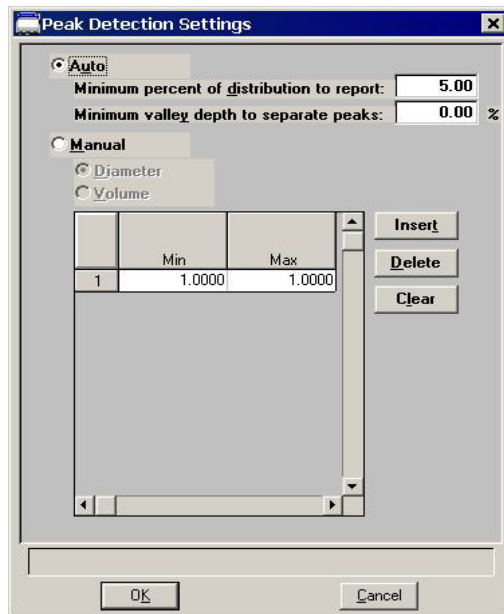 Peak Detection Settings
Auto
Minimum percent of distribution to report: 5.00
Minimum valley depth to separate peaks: 0.00 %
Manual
Diameter
Volume
Insert
Min Max
Delete
1 1.0000 1.0000
Clear
OK Cancel